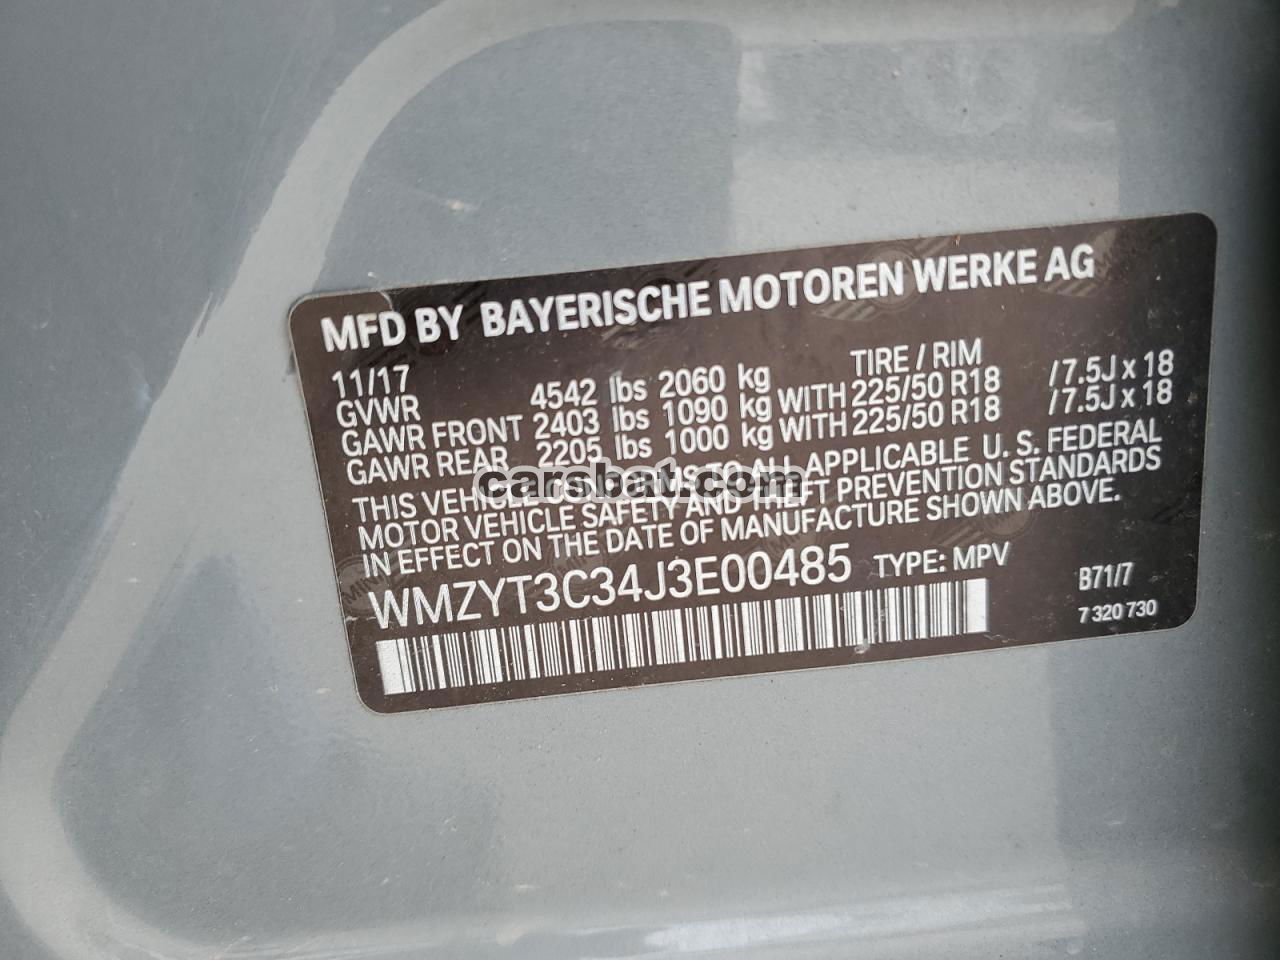 MFD BY BAYERISCHE MOTOREN WERKE AG
11/17 TIRE / RIM
GVWR 4542 lbs 2060 kg
GAWR FRONT 2403 lbs 1090 kg WITH 225/50 R18 /7.5J x 18
GAWR REAR 2205 lbs 1000 kg WITH 225/50 R18 /7.5J x 18
THIS VEHICLE CONFORMS TO ALL APPLICABLE U. S. FEDERAL
MOTOR VEHICLE SAFETY AND THEFT PREVENTION STANDARDS
IN EFFECT ON THE DATE OF MANUFACTURE SHOWN ABOVE.
carsbat.com
WMZYT3C34J3E00485 TYPE: MPV B71/7
7 320 730